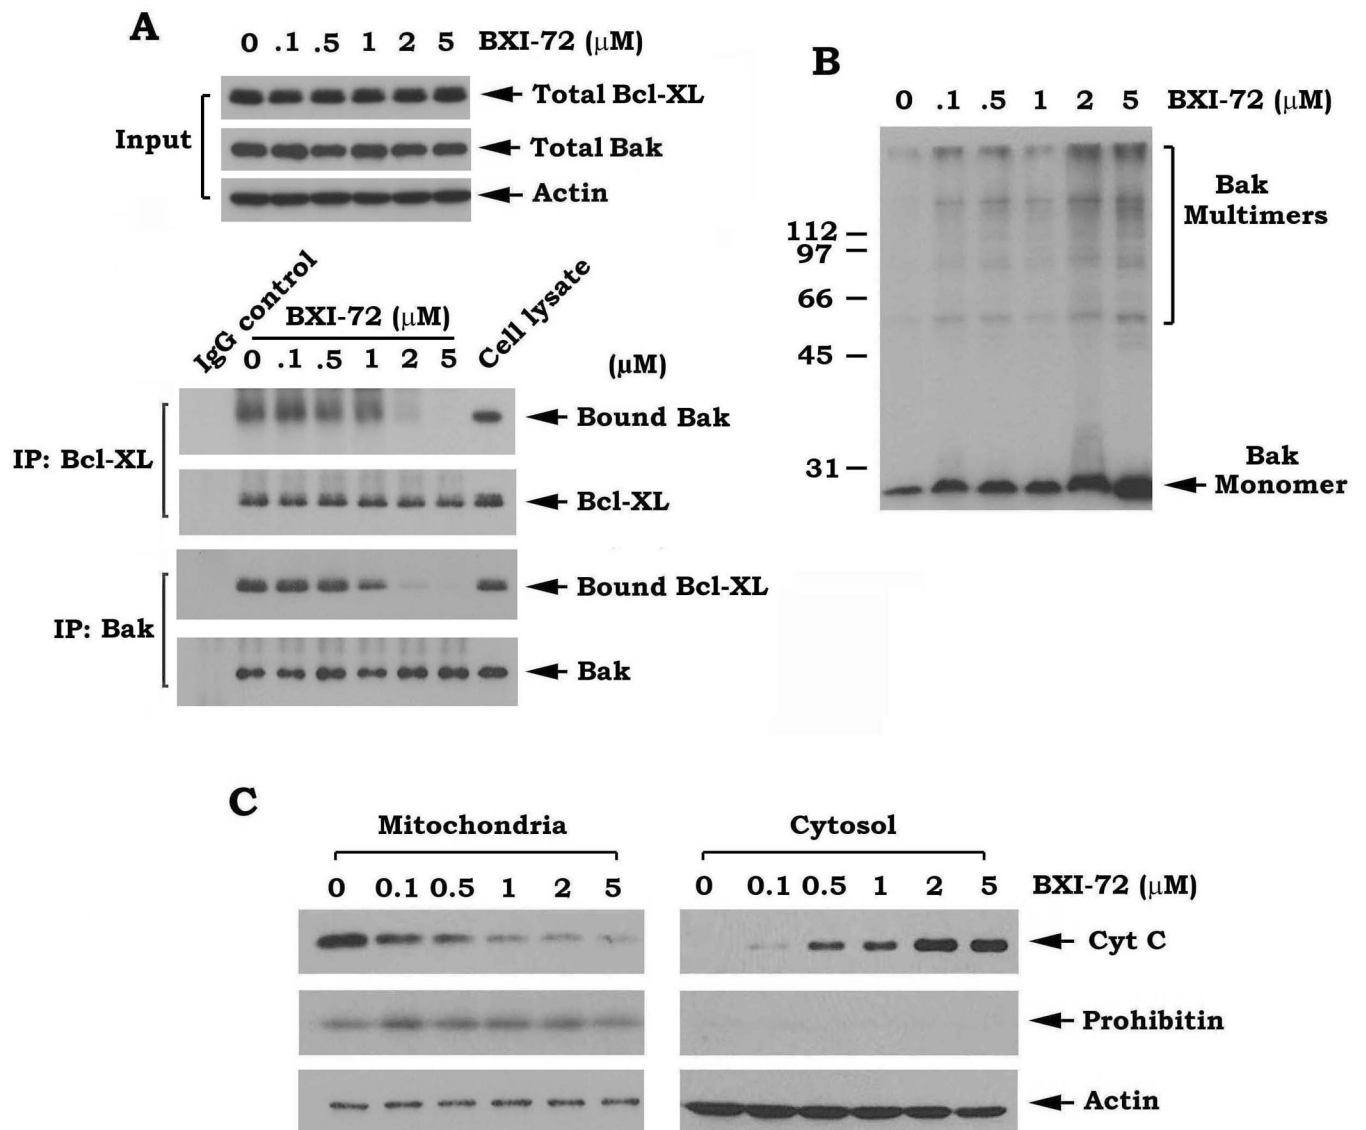 A
0 .1 .5 1 2 5 BXI-72 (μM)
Input
Total Bcl-XL
Total Bak
Actin
IgG control
BXI-72 (μM)
Cell lysate
0 .1 .5 1 2 5
(μM)
IP: Bcl-XL
Bound Bak
Bcl-XL
IP: Bak
Bound Bcl-XL
Bak
B
0 .1 .5 1 2 5 BXI-72 (μM)
Bak
Multimers
112
97
66
45
31
Bak
Monomer
C
Mitochondria
Cytosol
0 0.1 0.5 1 2 5
0 0.1 0.5 1 2 5
BXI-72 (μM)
Cyt C
Prohibitin
Actin